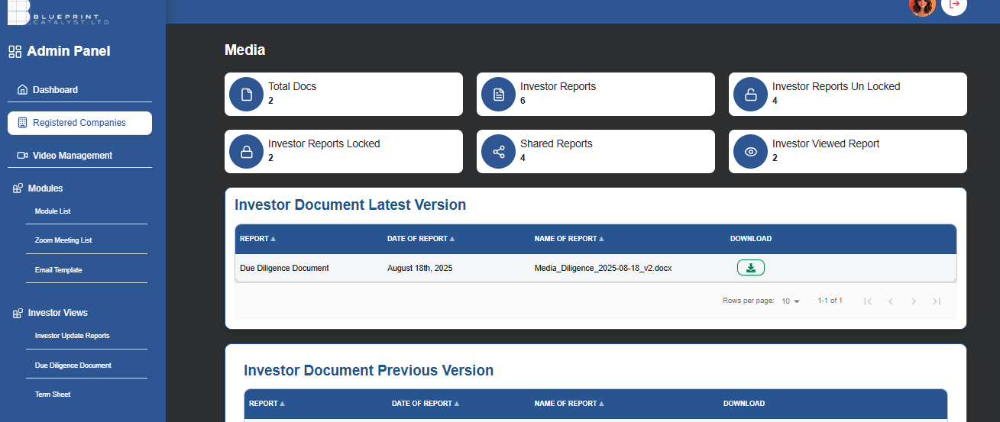 BLUEPRINT
CATALYST.LTD
Admin Panel
Dashboard
Registered Companies
Video Management
Modules
Module List
Zoom Meeting List
Email Template
Investor Views
Investor Update Reports
Due Diligence Document
Term Sheet
Media
Total Docs
2
Investor Reports
6
Investor Reports Un Locked
4
Investor Reports Locked
2
Shared Reports
4
Investor Viewed Report
2
Investor Document Latest Version
REPORT ▲ DATE OF REPORT ▲ NAME OF REPORT ▲ DOWNLOAD
Due Diligence Document August 18th, 2025 Media_Diligence_2025-08-18_v2.docx
Rows per page: 10 1-1 of 1
Investor Document Previous Version
REPORT ▲ DATE OF REPORT ▲ NAME OF REPORT ▲ DOWNLOAD